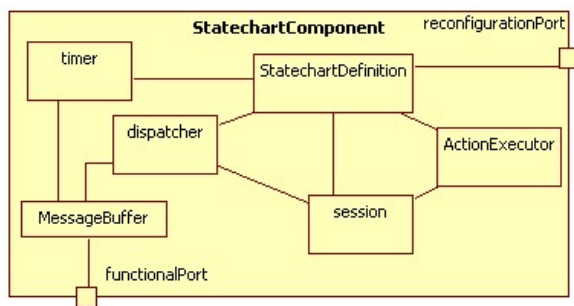 StatechartComponent
reconfigurationPort
timer
StatechartDefinition
dispatcher
ActionExecutor
MessageBuffer
session
functionalPort